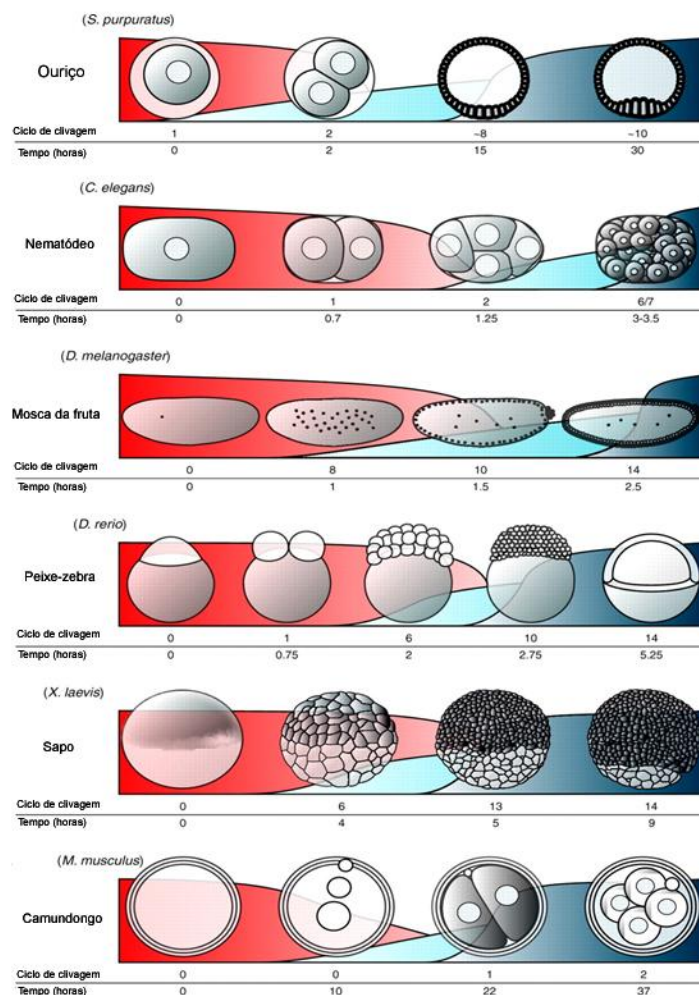 (S. purpuratus)
Ouriço
Ciclo de clivagem 1 2 ~8 ~10
Tempo (horas) 0 2 15 30
(C. elegans)
Nematódeo
Ciclo de clivagem 0 1 2 6/7
Tempo (horas) 0 0.7 1.25 3-3.5
(D. melanogaster)
Mosca da fruta
Ciclo de clivagem 0 8 10 14
Tempo (horas) 0 1 1.5 2.5
(D. rerio)
Peixe-zebra
Ciclo de clivagem 0 1 6 10 14
Tempo (horas) 0 0.75 2 2.75 5.25
(X. laevis)
Sapo
Ciclo de clivagem 0 6 13 14
Tempo (horas) 0 4 5 9
(M. musculus)
Camundongo
Ciclo de clivagem 0 0 1 2
Tempo (horas) 0 10 22 37